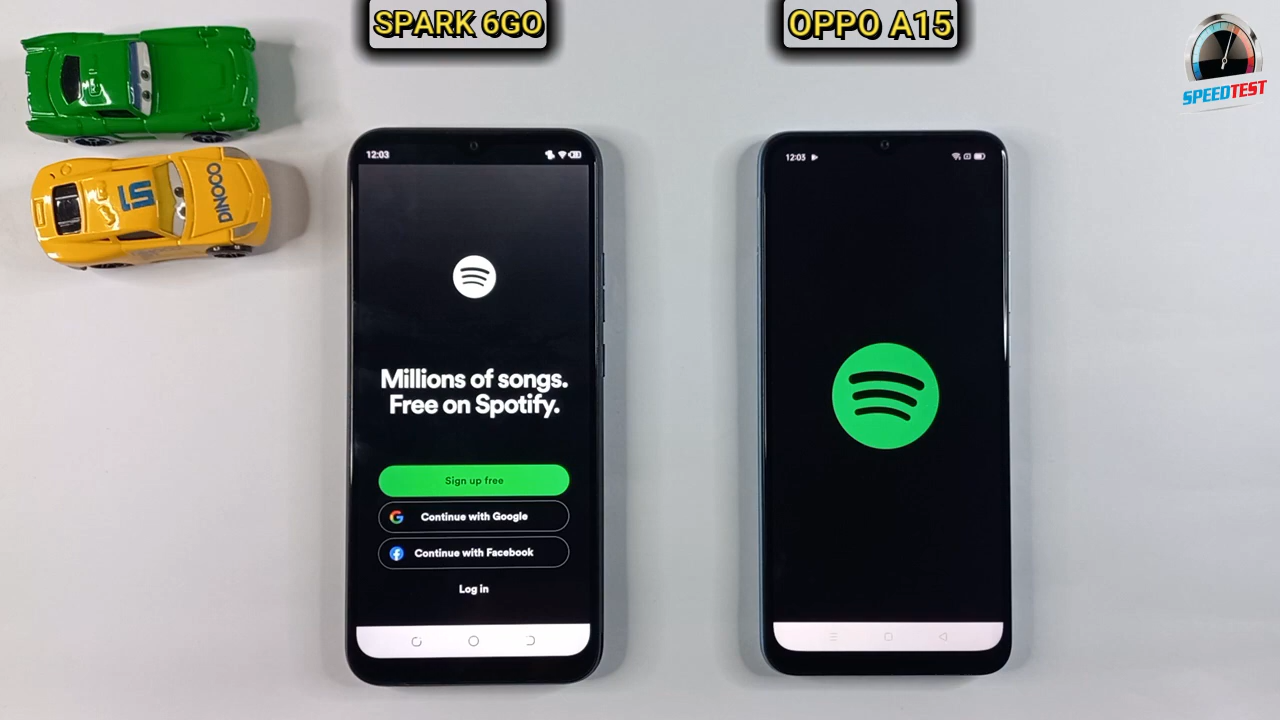 SPARK 6GO
OPPO A15
SPEEDTEST
51
DINOCO
12:03
12:03
Millions of songs.
Free on Spotify.
Sign up free
Continue with Google
Continue with Facebook
Log in